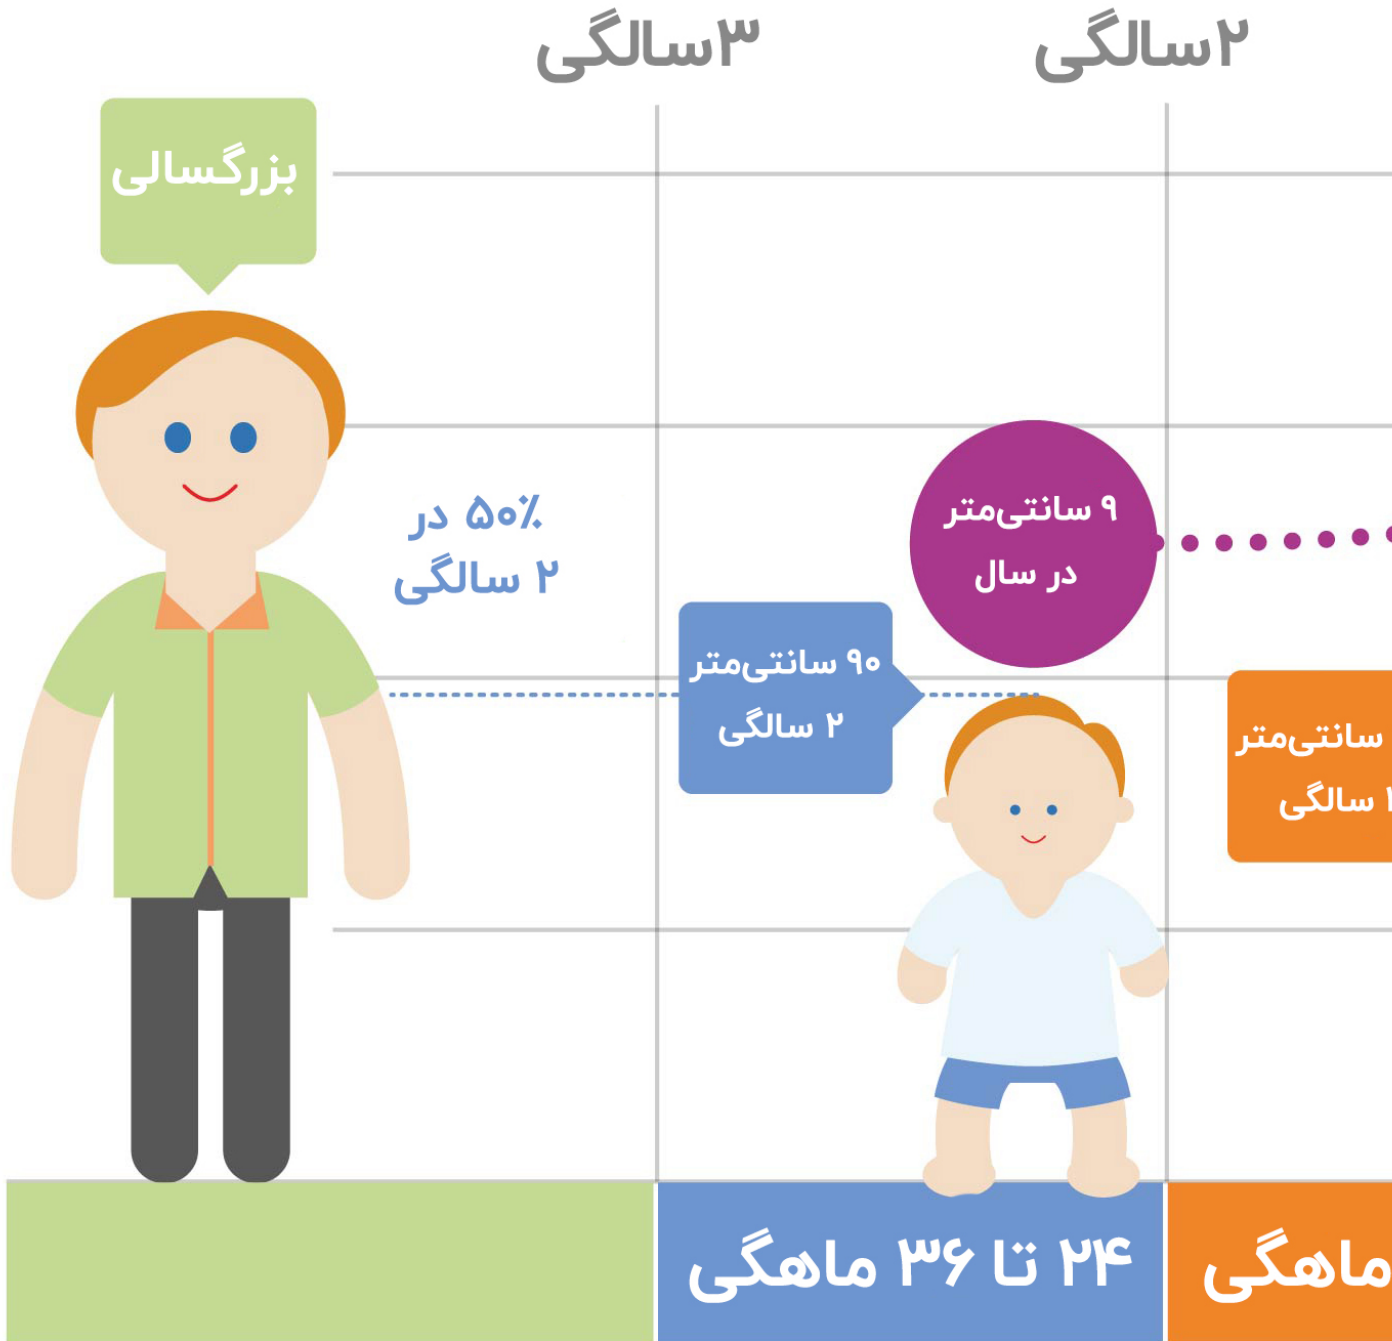 ۲سالگی
۳سالگی
بزرگسالی
۹ سانتی‌متر
در سال
۵۰٪ در
۲ سالگی
۹۰ سانتی‌متر
۲ سالگی
سانتی‌متر
سالگی
۲۴ تا ۳۶ ماهگی
ماهگی